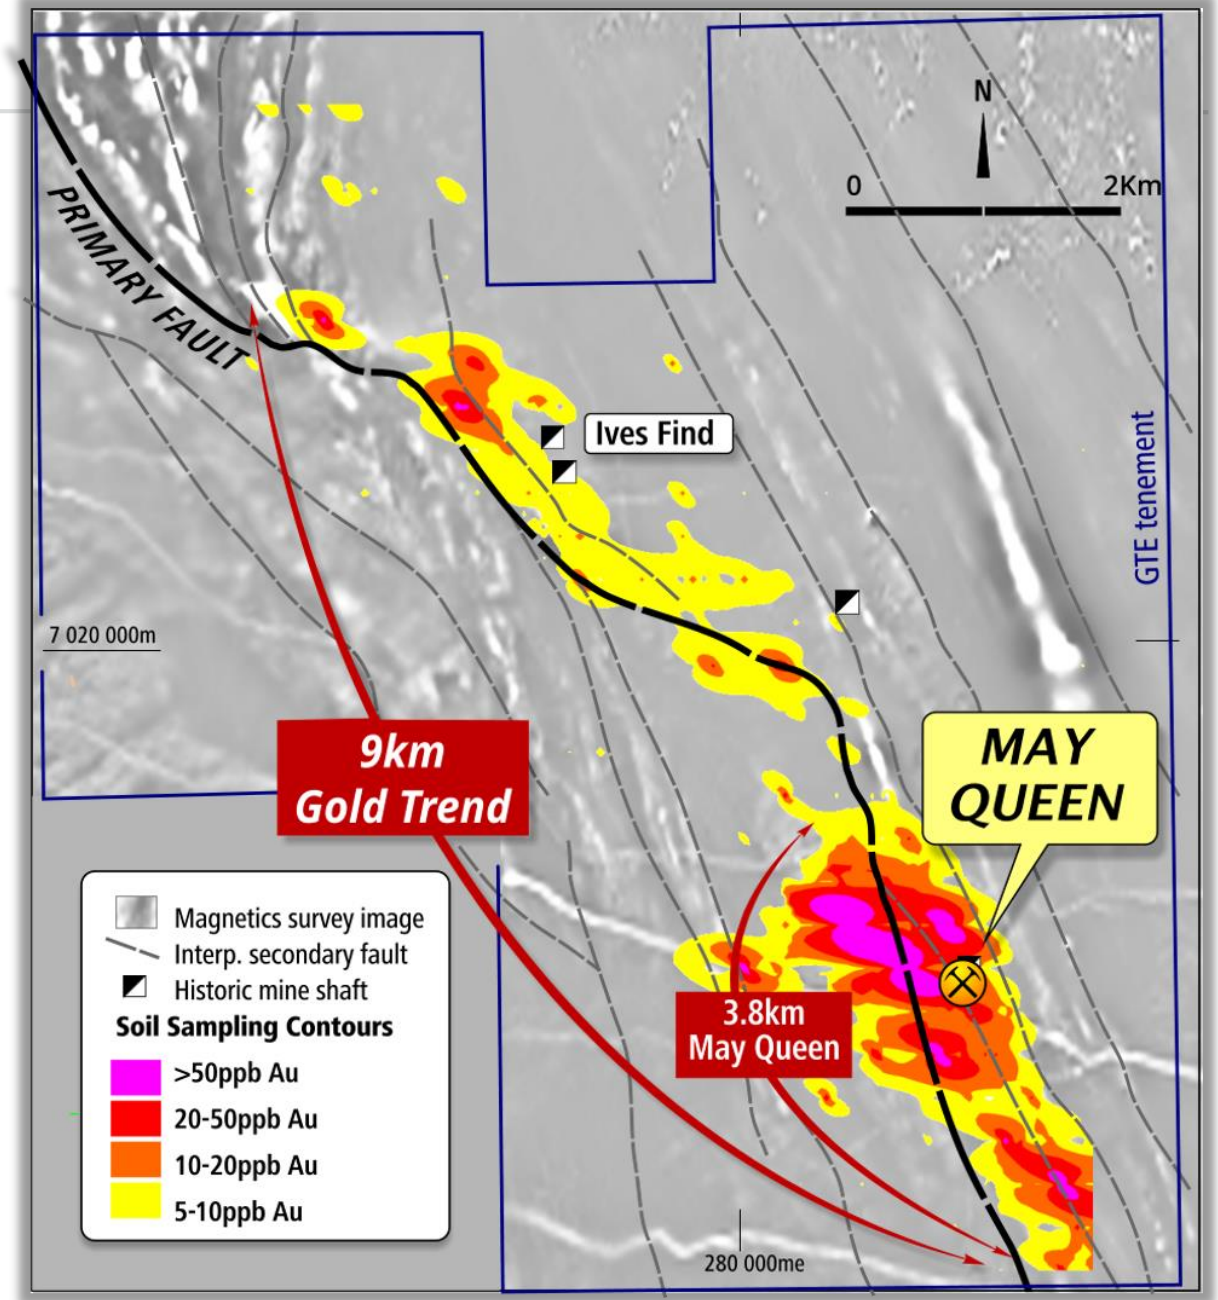 N
0 2Km
PRIMARY FAULT
Ives Find
GTE tenement
7 020 000m
9km
Gold Trend
MAY
QUEEN
3.8km
May Queen
Magnetics survey image
Interp. secondary fault
Historic mine shaft
Soil Sampling Contours
>50ppb Au
20-50ppb Au
10-20ppb Au
5-10ppb Au
280 000me